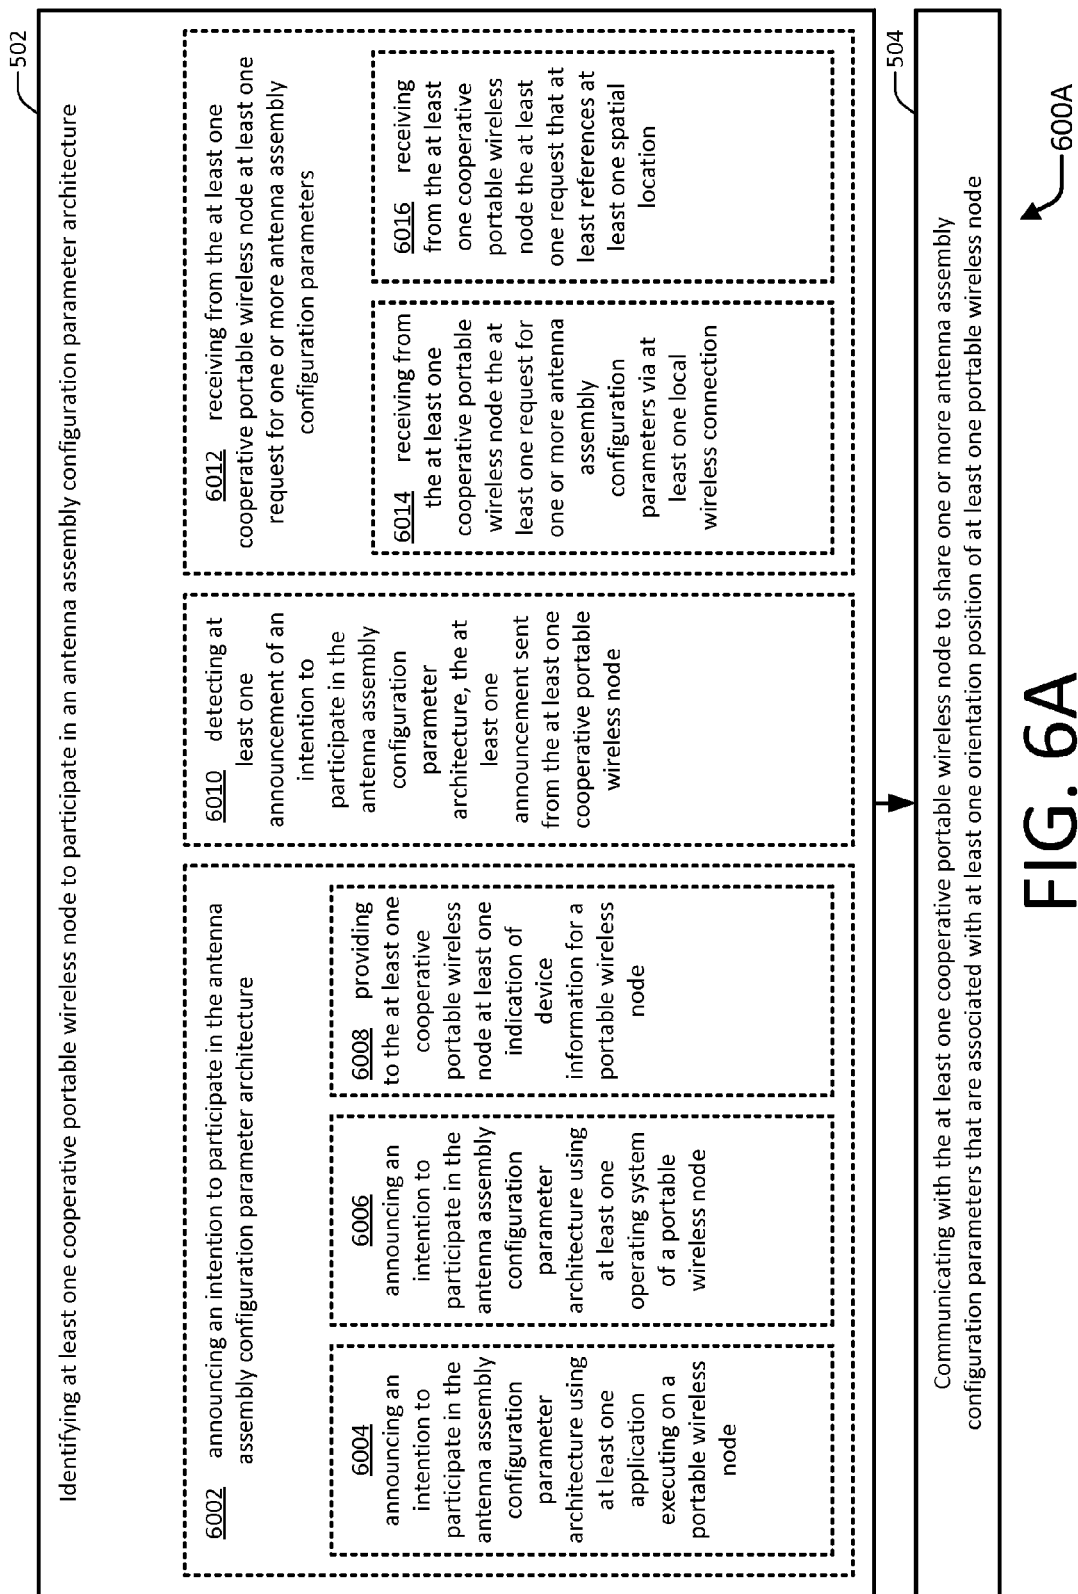 502
Identifying at least one cooperative portable wireless node to participate in an antenna assembly configuration parameter architecture
6002 announcing an intention to participate in the antenna
assembly configuration parameter architecture
6004
announcing an
intention to
participate in the
antenna assembly
configuration
parameter
architecture using
at least one
application
executing on a
portable wireless
node
6006
announcing an
intention to
participate in the
antenna assembly
configuration
parameter
architecture using
at least one
operating system
of a portable
wireless node
6008 providing
to the at least one
cooperative
portable wireless
node at least one
indication of
device
information for a
portable wireless
node
6010 detecting at
least one
announcement of an
intention to
participate in the
antenna assembly
configuration
parameter
architecture, the at
least one
announcement sent
from the at least one
cooperative portable
wireless node
6012 receiving from the at least one
cooperative portable wireless node at least one
request for one or more antenna assembly
configuration parameters
6014 receiving from
the at least one
cooperative portable
wireless node the at
least one request for
one or more antenna
assembly
configuration
parameters via at
least one local
wireless connection
6016 receiving
from the at least
one cooperative
portable wireless
node the at least
one request that at
least references at
least one spatial
location
504
Communicating with the at least one cooperative portable wireless node to share one or more antenna assembly
configuration parameters that are associated with at least one orientation position of at least one portable wireless node
600A
FIG. 6A